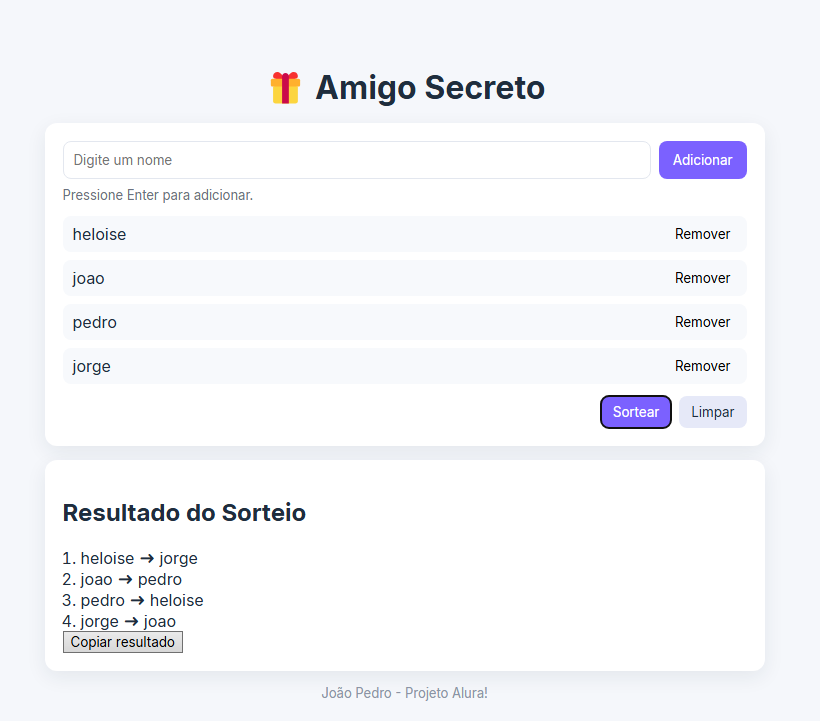 Amigo Secreto
Digite um nome
Adicionar
Pressione Enter para adicionar.
heloise
Remover
joao
Remover
pedro
Remover
jorge
Remover
Sortear
Limpar
Resultado do Sorteio
1. heloise ➜ jorge
2. joao ➜ pedro
3. pedro ➜ heloise
4. jorge ➜ joao
Copiar resultado
João Pedro - Projeto Alura!